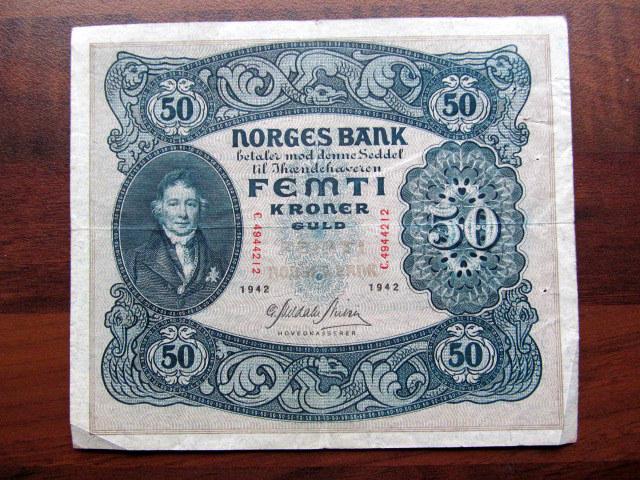 50 50
NORGES BANK
betaler mod denne Seddel
til Ihændehaveren
FEMTI
KRONER
GULD
50
C.4944212
C.4944212
1942 1942
HOVEDKASSERER
50 50